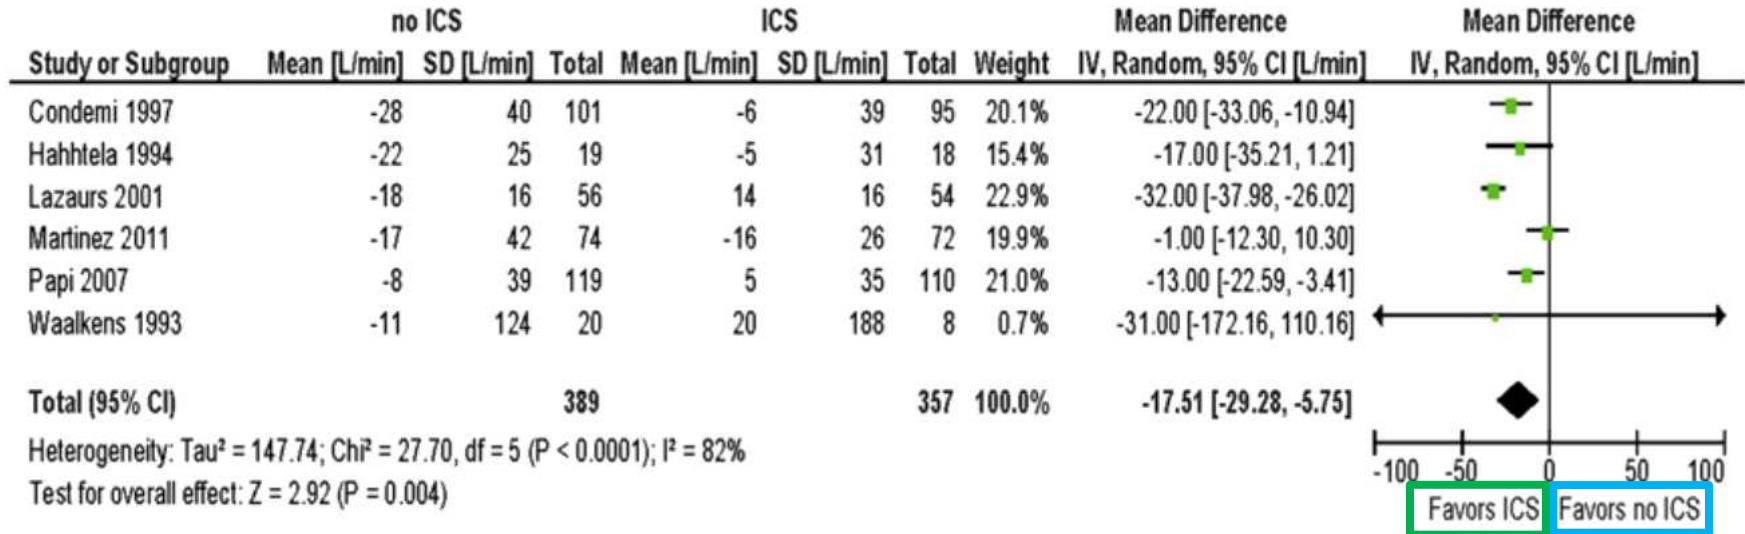 no ICS ICS Mean Difference Mean Difference
Study or Subgroup Mean [L/min] SD [L/min] Total Mean [L/min] SD [L/min] Total Weight IV, Random, 95% CI [L/min] IV, Random, 95% CI [L/min]
Condemi 1997 -28 40 101 -6 39 95 20.1% -22.00 [-33.06, -10.94]
Hahhtela 1994 -22 25 19 -5 31 18 15.4% -17.00 [-35.21, 1.21]
Lazaurs 2001 -18 16 56 14 16 54 22.9% -32.00 [-37.98, -26.02]
Martinez 2011 -17 42 74 -16 26 72 19.9% -1.00 [-12.30, 10.30]
Papi 2007 -8 39 119 5 35 110 21.0% -13.00 [-22.59, -3.41]
Waalkens 1993 -11 124 20 20 188 8 0.7% -31.00 [-172.16, 110.16]
Total (95% CI) 389 357 100.0% -17.51 [-29.28, -5.75]
Heterogeneity: Tau² = 147.74; Chi² = 27.70, df = 5 (P < 0.0001); I² = 82%
Test for overall effect: Z = 2.92 (P = 0.004)
-100 -50 0 50 100
Favors ICS Favors no ICS